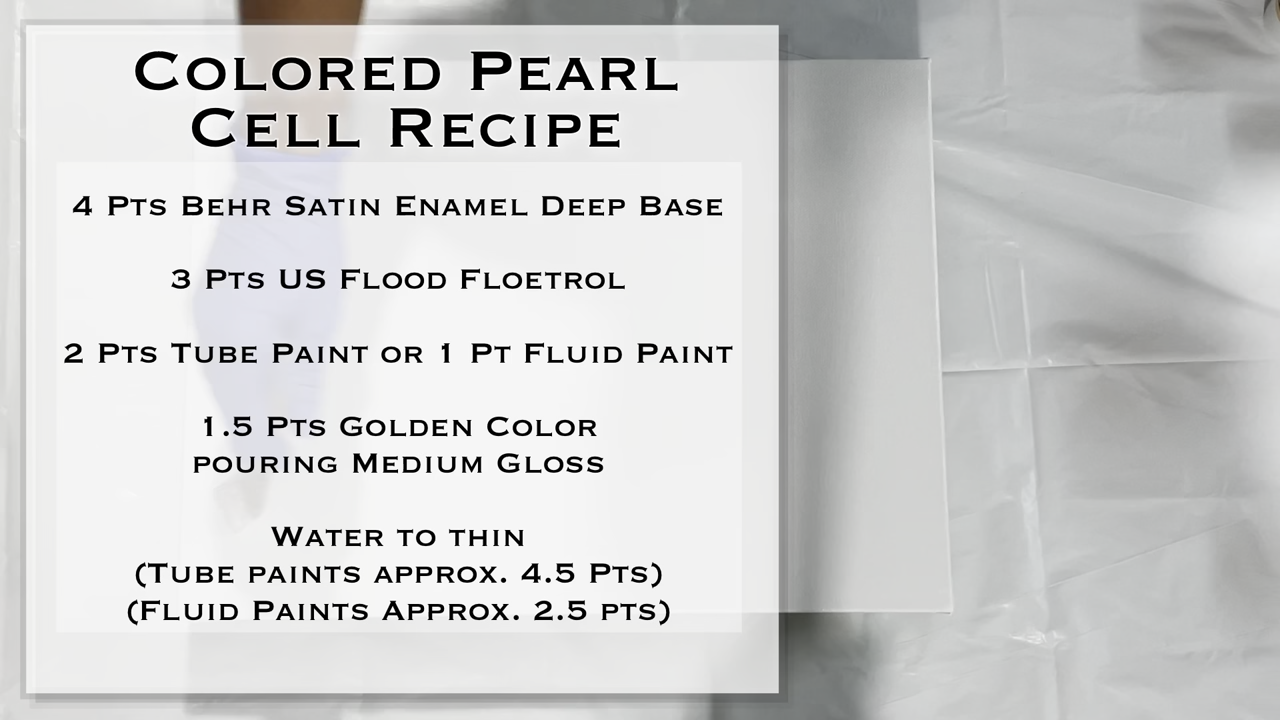 Colored Pearl
Cell Recipe
4 Pts Behr Satin Enamel Deep Base
3 Pts US Flood Floetrol
2 Pts Tube Paint or 1 Pt Fluid Paint
1.5 Pts Golden Color
pouring Medium Gloss
Water to thin
(Tube paints approx. 4.5 Pts)
(Fluid Paints Approx. 2.5 pts)